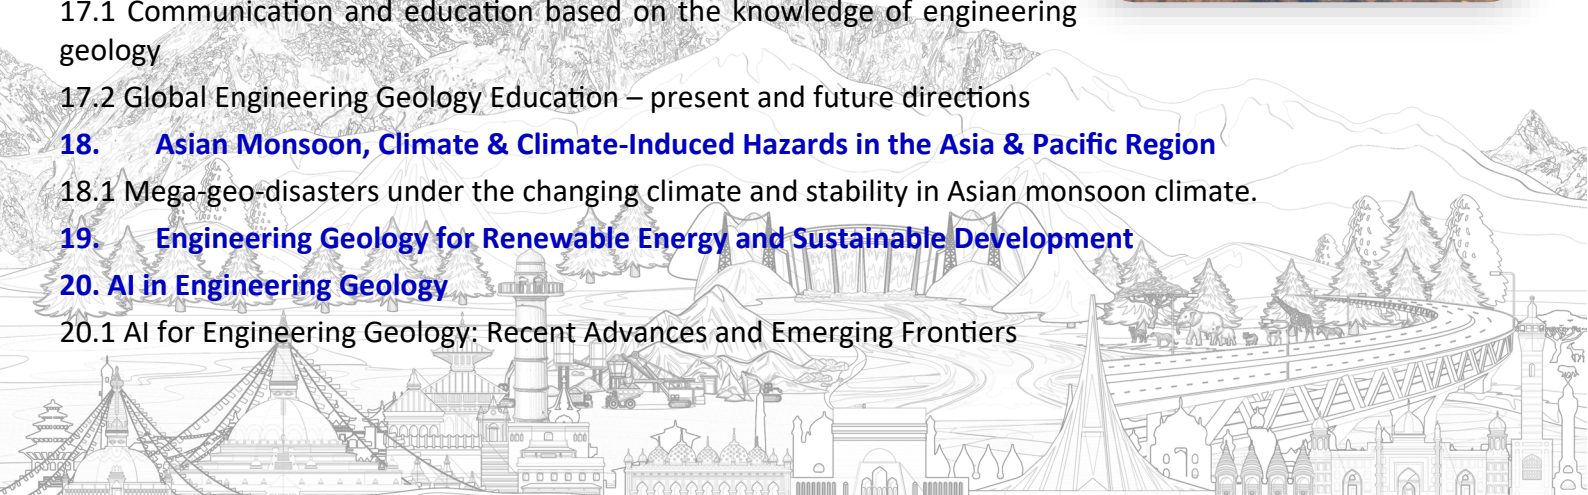 17.1 Communication and education based on the knowledge of engineering
geology
17.2 Global Engineering Geology Education – present and future directions
18. Asian Monsoon, Climate & Climate-Induced Hazards in the Asia & Pacific Region
18.1 Mega-geo-disasters under the changing climate and stability in Asian monsoon climate.
19. Engineering Geology for Renewable Energy and Sustainable Development
20. AI in Engineering Geology
20.1 AI for Engineering Geology: Recent Advances and Emerging Frontiers